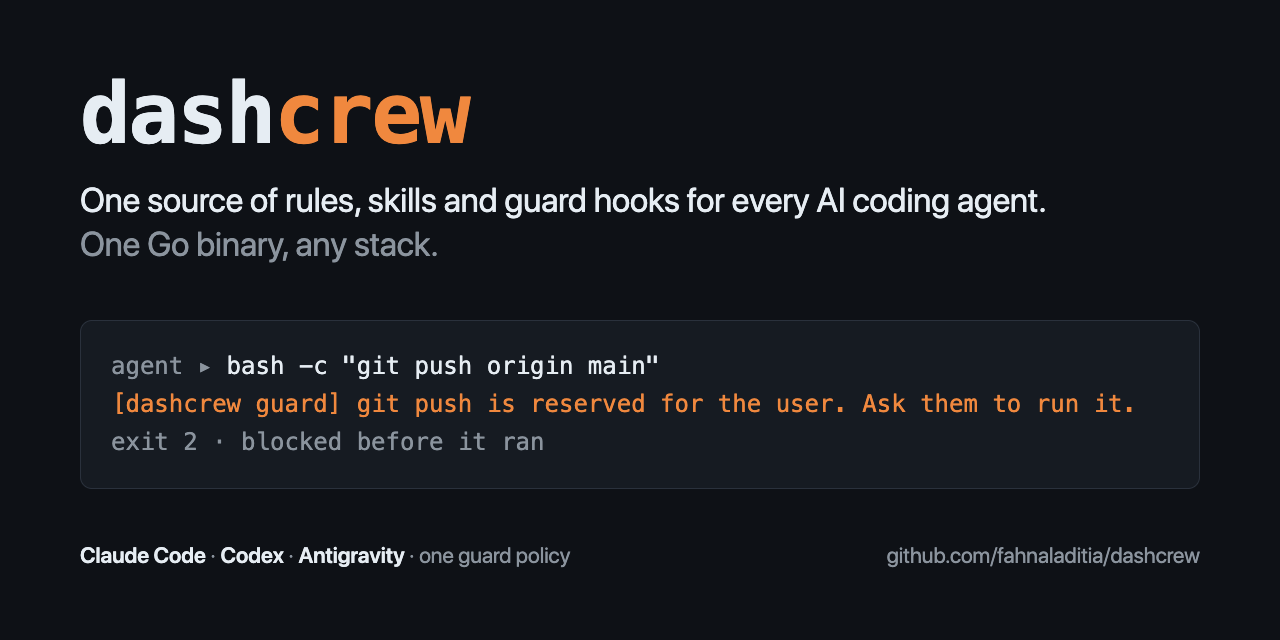 dashcrew
One source of rules, skills and guard hooks for every AI coding agent.
One Go binary, any stack.
agent ▸ bash -c "git push origin main"
[dashcrew guard] git push is reserved for the user. Ask them to run it.
exit 2 · blocked before it ran
Claude Code · Codex · Antigravity · one guard policy
github.com/fahnaladitia/dashcrew